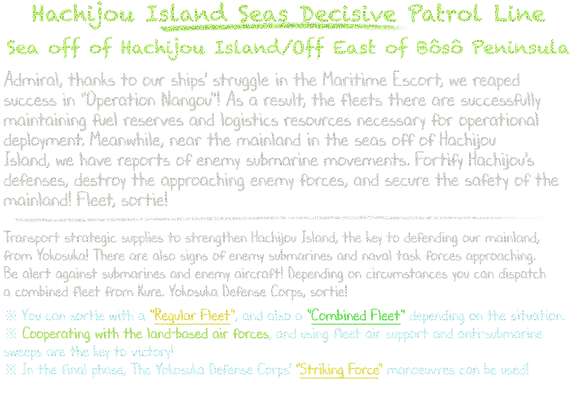 Hachijou Island Seas Decisive Patrol Line
Sea off of Hachijou Island/Off East of Bôsô Peninsula
Admiral, thanks to our ships' struggle in the Maritime Escort, we reaped
success in "Operation Nangou"! As a result, the fleets there are successfully
maintaining fuel reserves and logistics resources necessary for operational
deployment. Meanwhile, near the mainland in the seas off of Hachijou
Island, we have reports of enemy submarine movements. Fortify Hachijou's
defenses, destroy the approaching enemy forces, and secure the safety of the
mainland! Fleet, sortie!
Transport strategic supplies to strengthen Hachijou Island, the key to defending our mainland,
from Yokosuka! There are also signs of enemy submarines and naval task forces approaching.
Be alert against submarines and enemy aircraft! Depending on circumstances you can dispatch
a combined fleet from Kure. Yokosuka Defense Corps, sortie!
※ You can sortie with a "Regular Fleet", and also a "Combined Fleet" depending on the situation.
※ Cooperating with the land-based air forces, and using fleet air support and anti-submarine
sweeps are the key to victory!
※ In the final phase, The Yokosuka Defense Corps' "Striking Force" manoeuvres can be used!